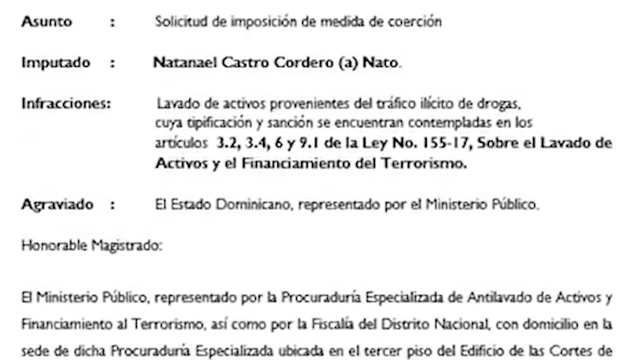 Asunto : Solicitud de imposición de medida de coerción
Imputado : Natanael Castro Cordero (a) Nato.
Infracciones: Lavado de activos provenientes del tráfico ilícito de drogas,
cuya tipificación y sanción se encuentran contempladas en los
artículos 3.2, 3.4, 6 y 9.1 de la Ley No. 155-17, Sobre el Lavado de
Activos y el Financiamiento del Terrorismo.
Agraviado : El Estado Dominicano, representado por el Ministerio Público.
Honorable Magistrado:
El Ministerio Público, representado por la Procuraduría Especializada de Antilavado de Activos y
Financiamiento al Terrorismo, así como por la Fiscalía del Distrito Nacional, con domicilio en la
sede de dicha Procuraduría Especializada ubicada en el tercer piso del Edificio de las Cortes de